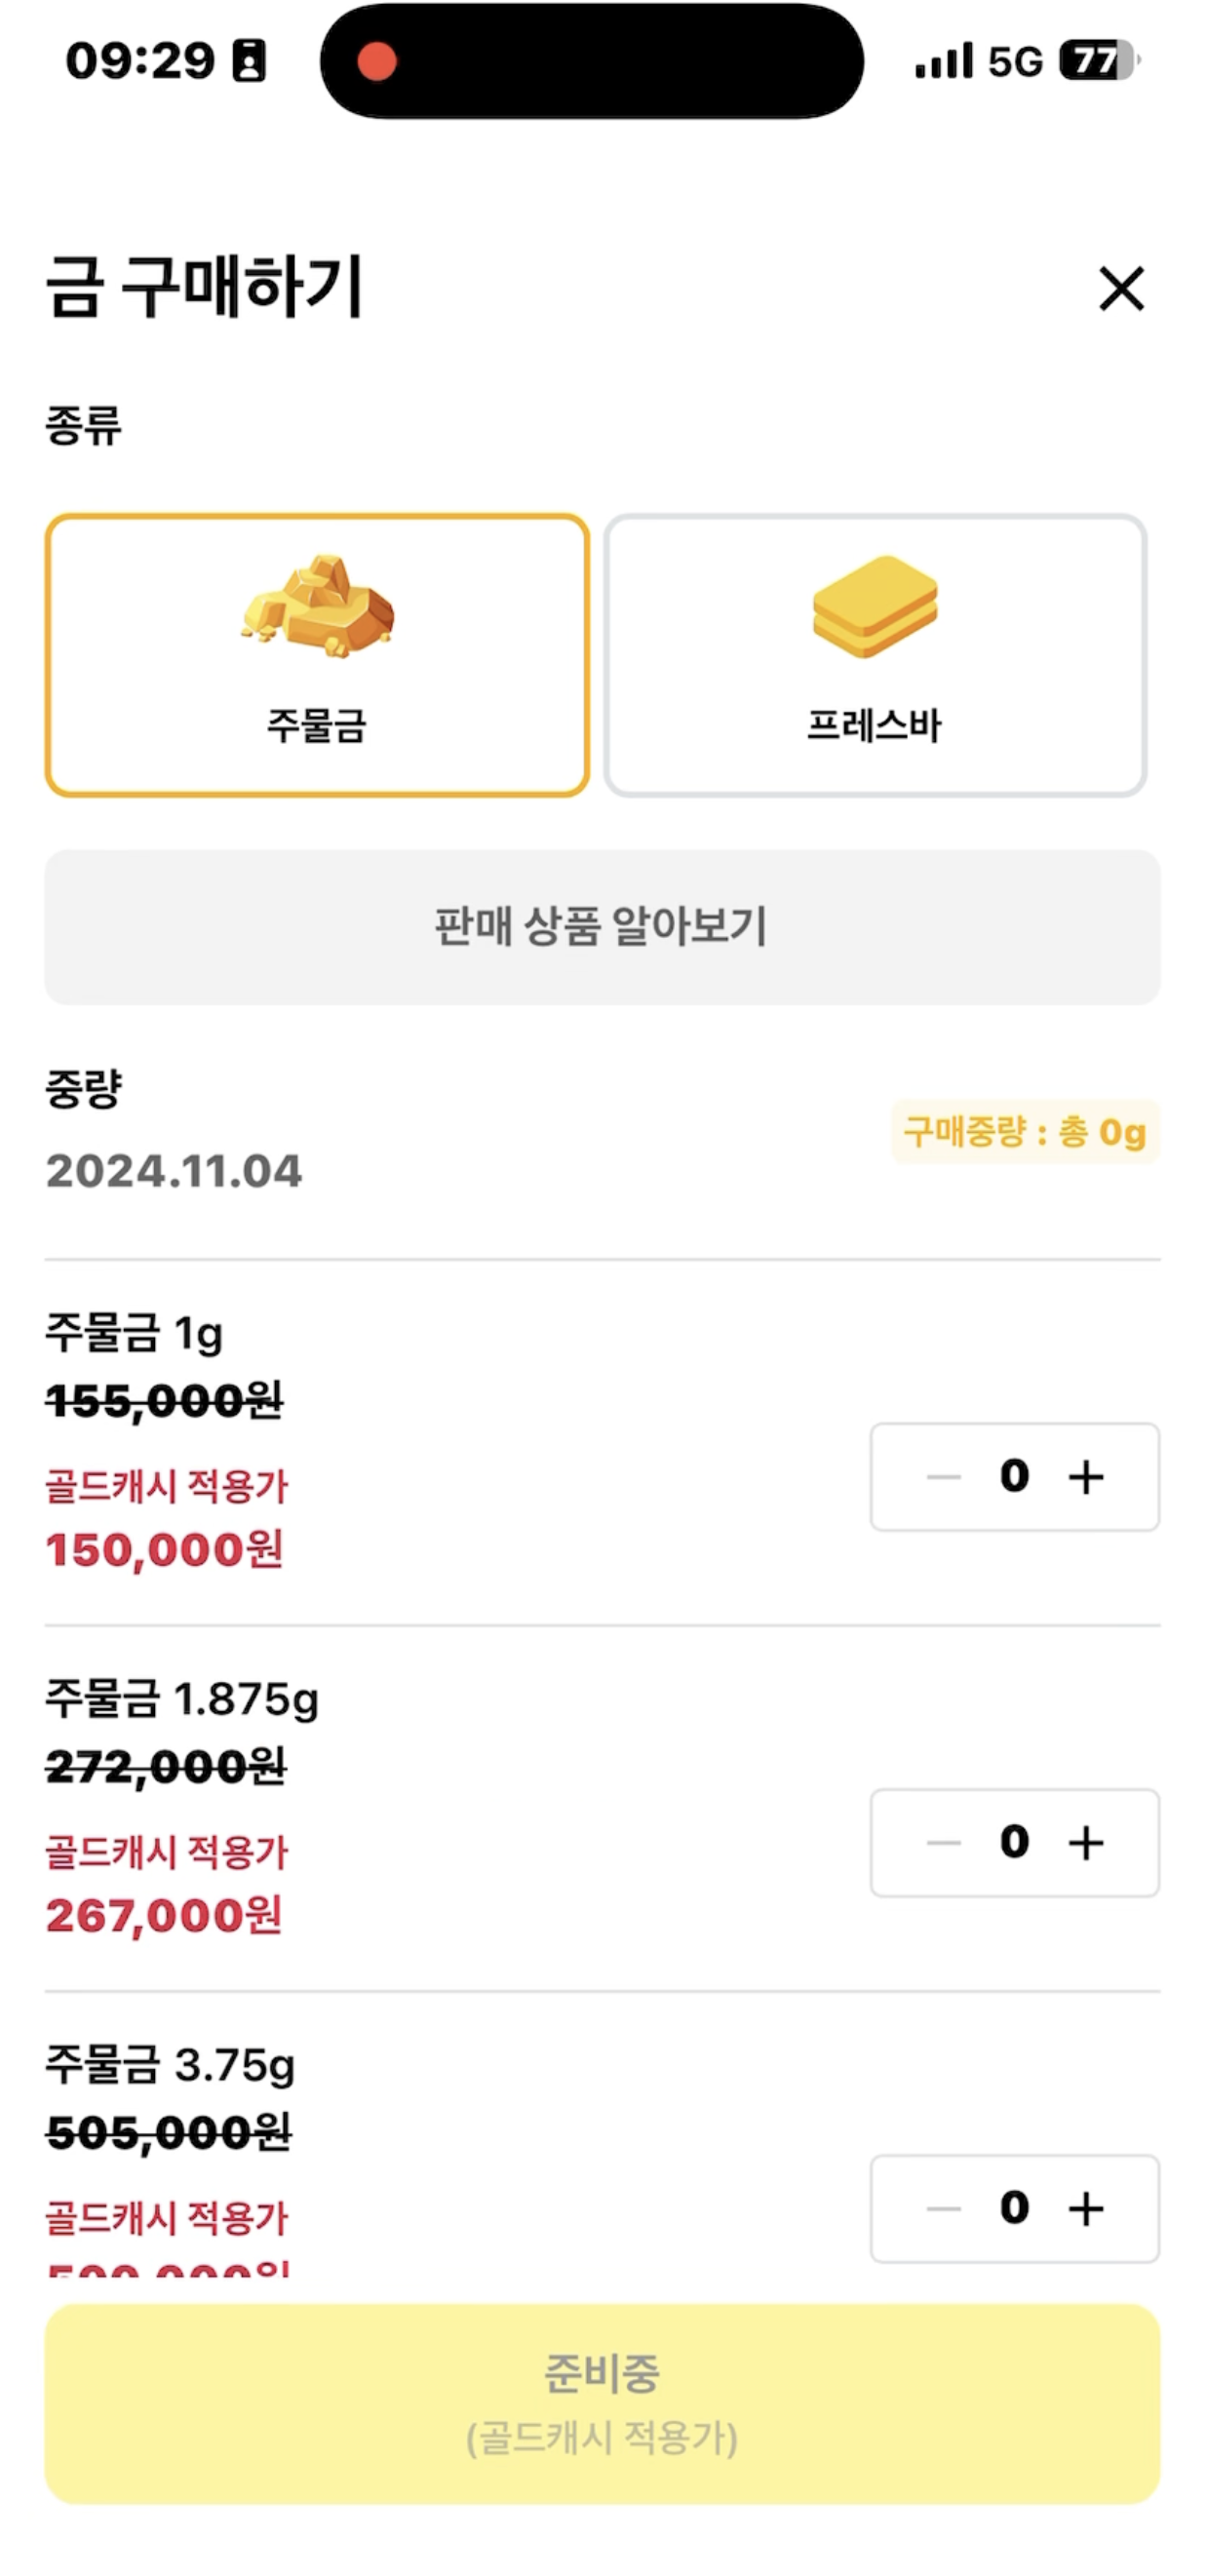 09:29
5G 77
금 구매하기
종류
주물금
프레스바
판매 상품 알아보기
중량
구매중량 : 총 0g
2024.11.04
주물금 1g
155,000원
골드캐시 적용가
150,000원
0
주물금 1.875g
272,000원
골드캐시 적용가
267,000원
0
주물금 3.75g
505,000원
골드캐시 적용가
0
준비중
(골드캐시 적용가)